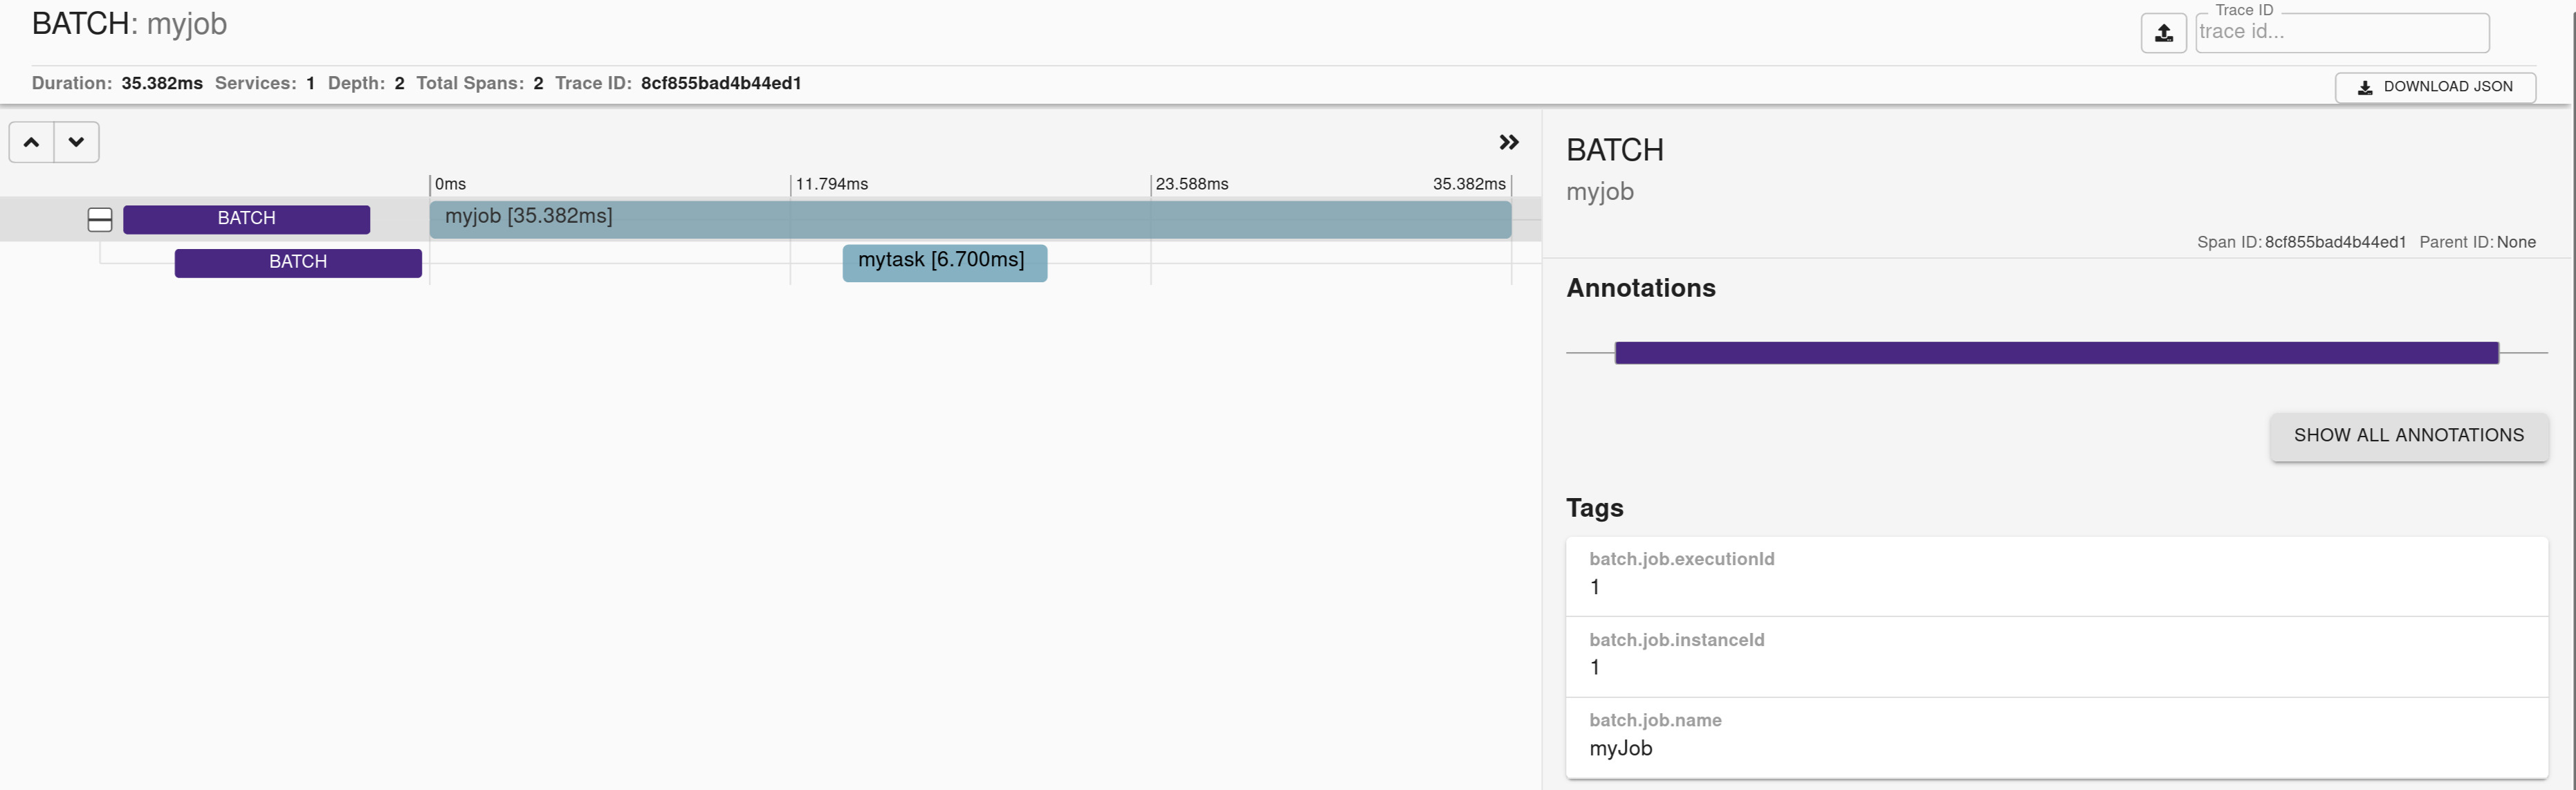 BATCH: myjob
Trace ID
trace id...
Duration: 35.382ms Services: 1 Depth: 2 Total Spans: 2 Trace ID: 8cf855bad4b44ed1
DOWNLOAD JSON
0ms 11.794ms 23.588ms 35.382ms
BATCH myjob [35.382ms]
BATCH mytask [6.700ms]
BATCH
myjob
Span ID: 8cf855bad4b44ed1 Parent ID: None
Annotations
SHOW ALL ANNOTATIONS
Tags
batch.job.executionId
1
batch.job.instanceId
1
batch.job.name
myJob